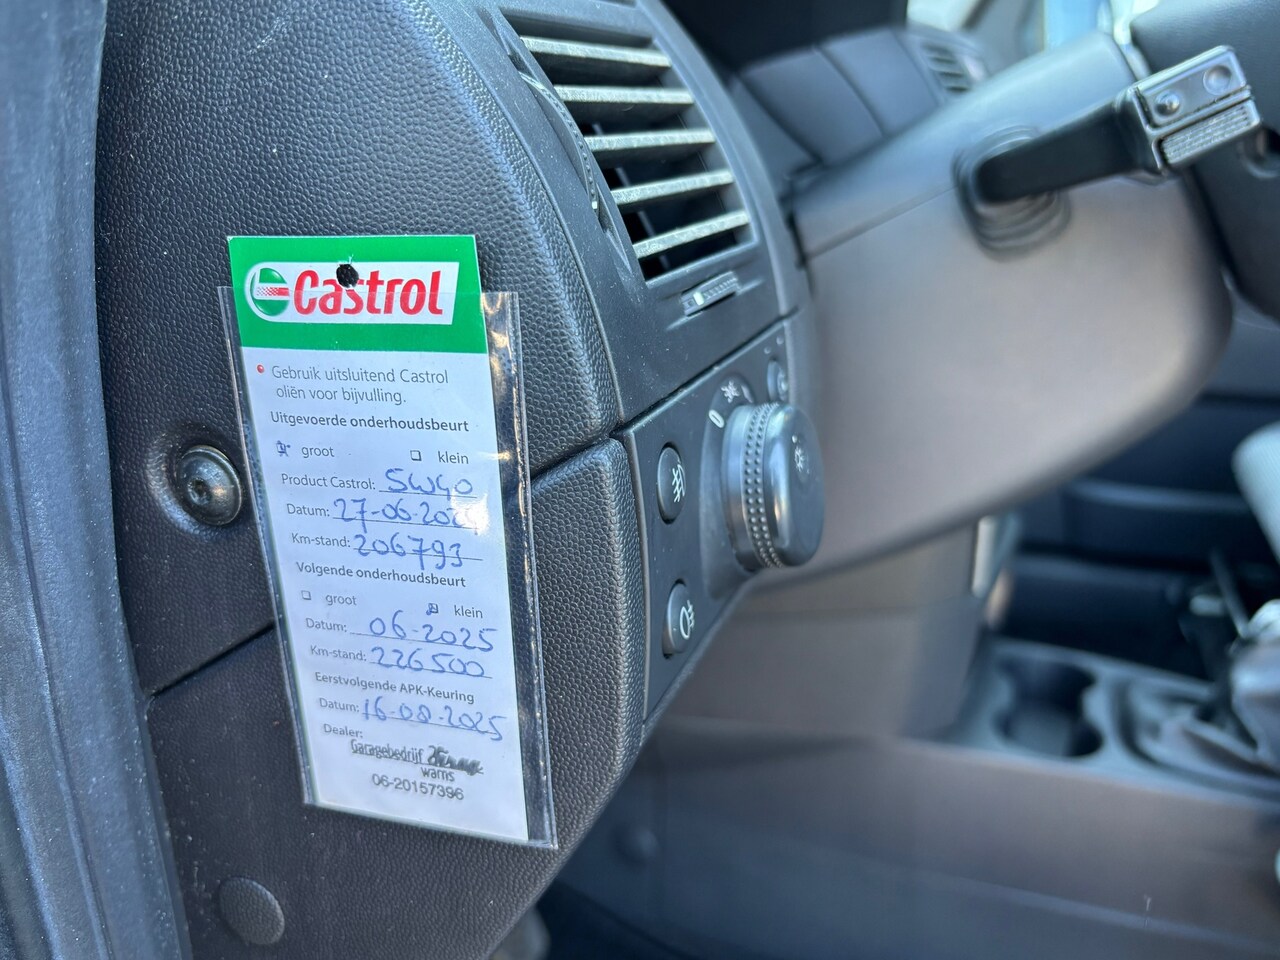 Castrol
Gebruik uitsluitend Castrol
oliën voor bijvulling.
Uitgevoerde onderhoudsbeurt
groot klein
Product Castrol: 5W40
Datum: 27-06-2024
Km-stand: 206793
Volgende onderhoudsbeurt
groot klein
Datum: 06-2025
Km-stand: 226500
Eerstvolgende APK-Keuring
Datum: 16-08-2025
Dealer:
Garagebedrijf
warns
06-20157396
0